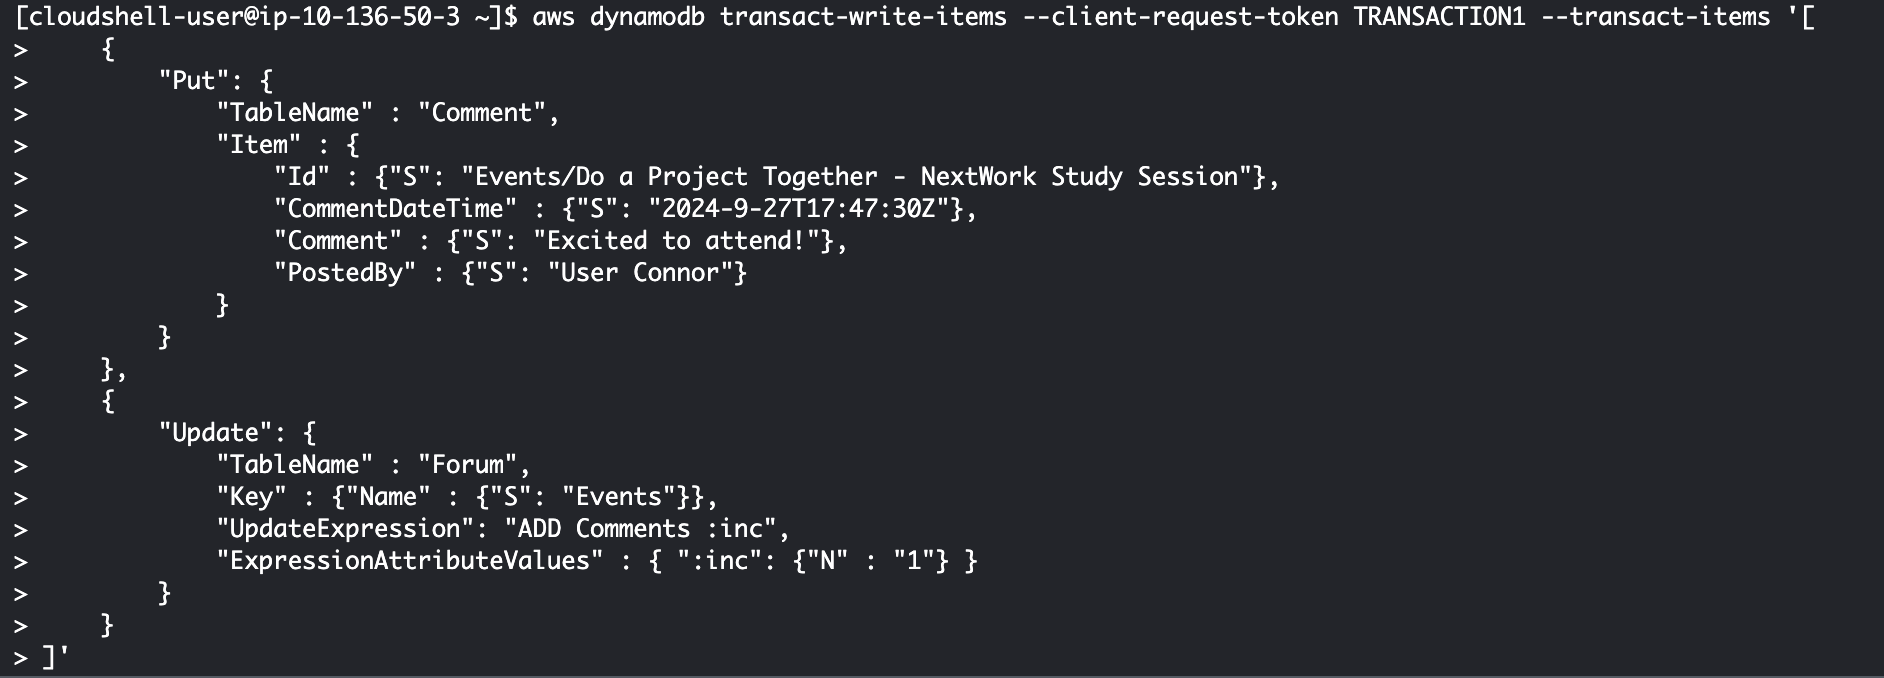 [cloudshell-user@ip-10-136-50-3 ~]$ aws dynamodb transact-write-items --client-request-token TRANSACTION1 --transact-items '[
>     {
>         "Put": {
>             "TableName" : "Comment",
>             "Item" : {
>                 "Id" : {"S": "Events/Do a Project Together - NextWork Study Session"},
>                 "CommentDateTime" : {"S": "2024-9-27T17:47:30Z"},
>                 "Comment" : {"S": "Excited to attend!"},
>                 "PostedBy" : {"S": "User Connor"}
>             }
>         }
>     },
>     {
>         "Update": {
>             "TableName" : "Forum",
>             "Key" : {"Name" : {"S": "Events"}},
>             "UpdateExpression": "ADD Comments :inc",
>             "ExpressionAttributeValues" : { ":inc": {"N" : "1"} }
>         }
>     }
> ]'